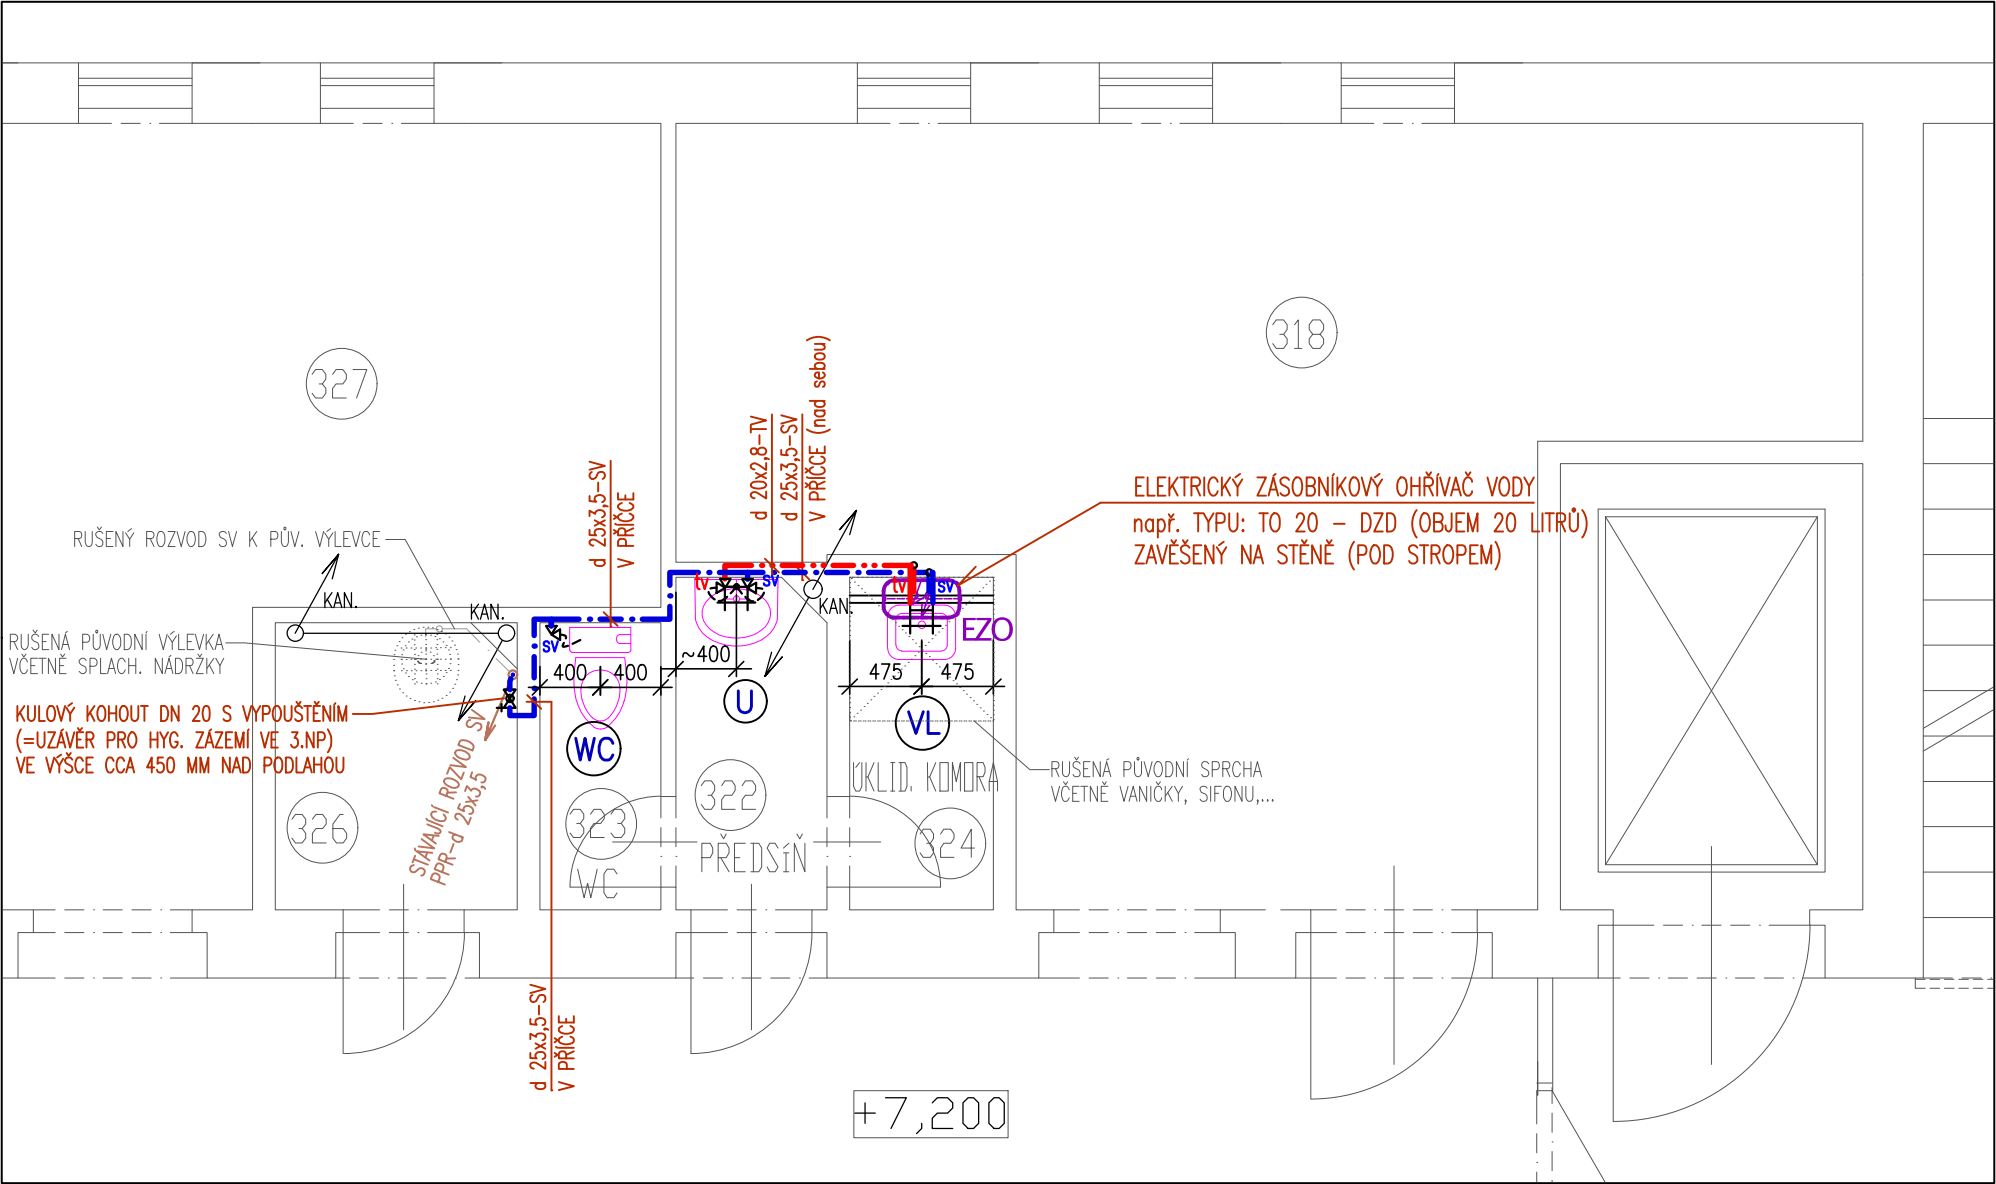 327
318
d 20x2,8-TV
d 25x3,5-SV
V PŘÍČCE (nad sebou)
d 25x3,5-SV
V PŘÍČCE
ELEKTRICKÝ ZÁSOBNÍKOVÝ OHŘÍVAČ VODY
např. TYPU: TO 20 – DZD (OBJEM 20 LITRŮ)
ZAVĚŠENÝ NA STĚNĚ (POD STROPEM)
RUŠENÝ ROZVOD SV K PŮV. VÝLEVCE
KAN.
KAN.
KAN.
tv
sv
tv
sv
sv
EZO
RUŠENÁ PŮVODNÍ VÝLEVKA
VČETNĚ SPLACH. NÁDRŽKY
400
400
~400
475
475
U
VL
WC
KULOVÝ KOHOUT DN 20 S VYPOUŠTĚNÍM
(=UZÁVĚR PRO HYG. ZÁZEMÍ VE 3.NP)
VE VÝŠCE CCA 450 MM NAD PODLAHOU
STÁVAJÍCÍ ROZVOD SV
PPR-d 25x3,5
RUŠENÁ PŮVODNÍ SPRCHA
VČETNĚ VANIČKY, SIFONU,...
ÚKLID. KOMORA
326
323
322
324
PŘEDSíŇ
WC
d 25x3,5-SV
V PŘÍČCE
+7,200